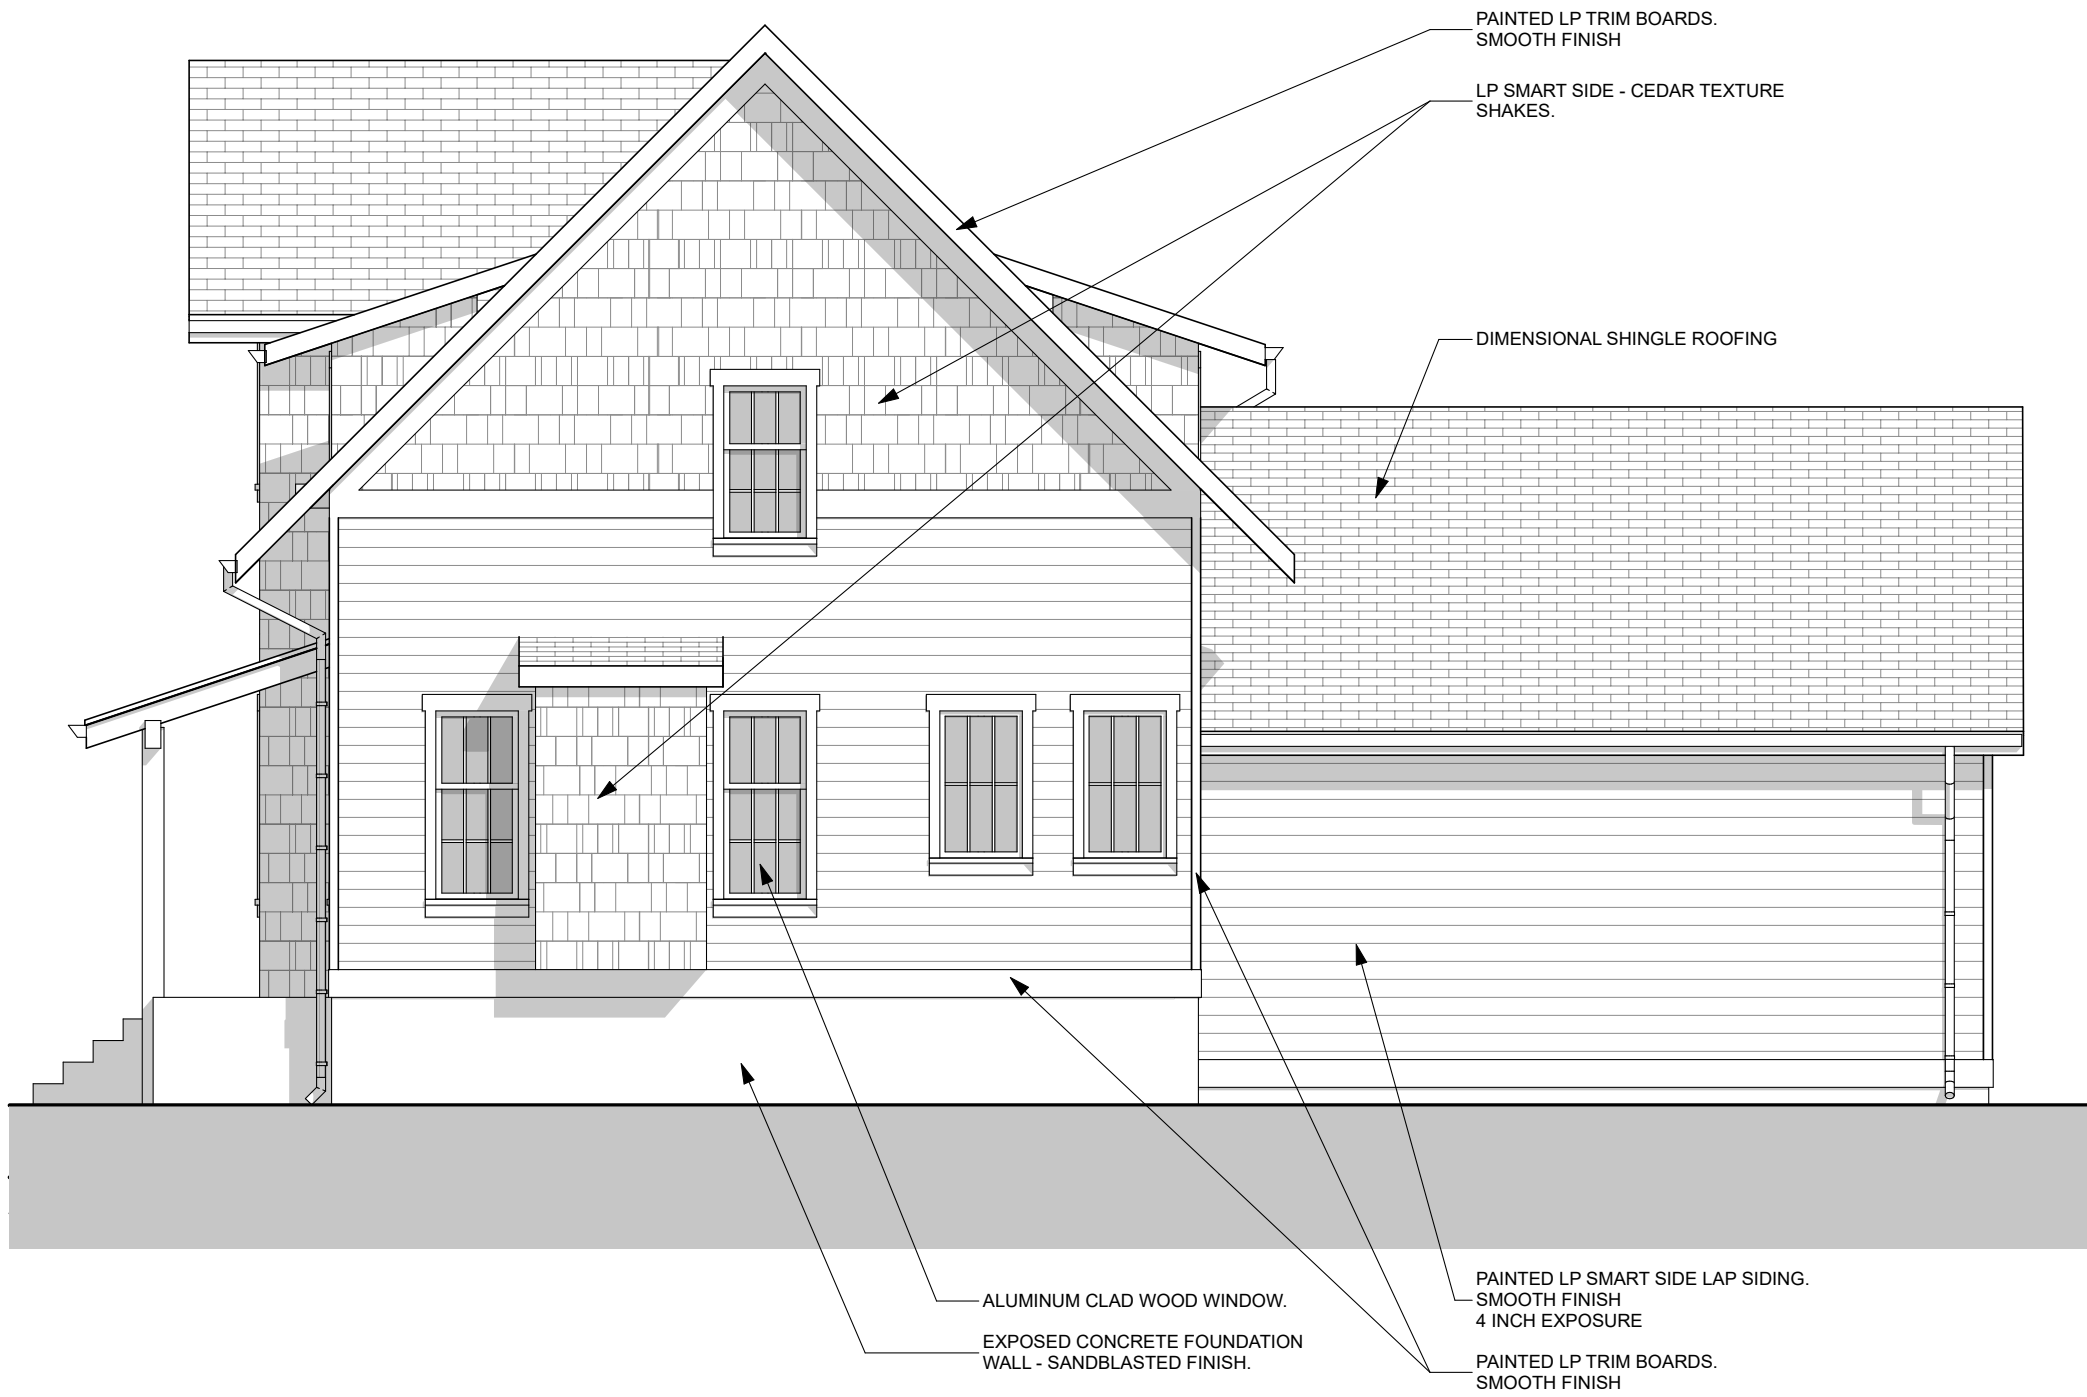 PAINTED LP TRIM BOARDS.
SMOOTH FINISH
LP SMART SIDE - CEDAR TEXTURE
SHAKES.
DIMENSIONAL SHINGLE ROOFING
ALUMINUM CLAD WOOD WINDOW.
EXPOSED CONCRETE FOUNDATION
WALL - SANDBLASTED FINISH.
PAINTED LP SMART SIDE LAP SIDING.
SMOOTH FINISH
4 INCH EXPOSURE
PAINTED LP TRIM BOARDS.
SMOOTH FINISH